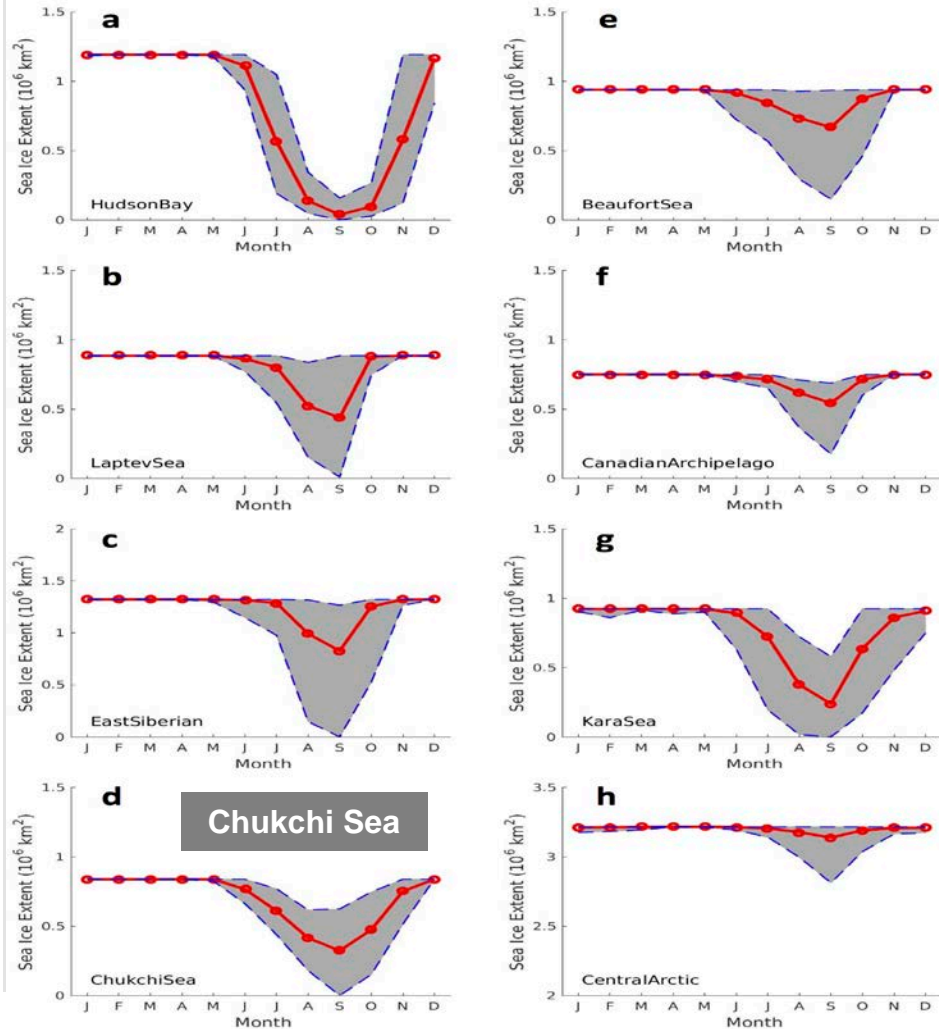 a
Sea Ice Extent (10⁶ km²)
1.5
1
0.5
0
HudsonBay
J F M A M J J A S O N D
Month
b
Sea Ice Extent (10⁶ km²)
1.5
1
0.5
0
LaptevSea
J F M A M J J A S O N D
Month
c
Sea Ice Extent (10⁶ km²)
2
1.5
1
0.5
0
EastSiberian
J F M A M J J A S O N D
Month
d
Chukchi Sea
Sea Ice Extent (10⁶ km²)
1.5
1
0.5
0
ChukchiSea
J F M A M J J A S O N D
Month
e
Sea Ice Extent (10⁶ km²)
1.5
1
0.5
0
BeaufortSea
J F M A M J J A S O N D
Month
f
Sea Ice Extent (10⁶ km²)
1.5
1
0.5
0
CanadianArchipelago
J F M A M J J A S O N D
Month
g
Sea Ice Extent (10⁶ km²)
1.5
1
0.5
0
KaraSea
J F M A M J J A S O N D
Month
h
Sea Ice Extent (10⁶ km²)
3.5
3
2.5
2
CentralArctic
J F M A M J J A S O N D
Month